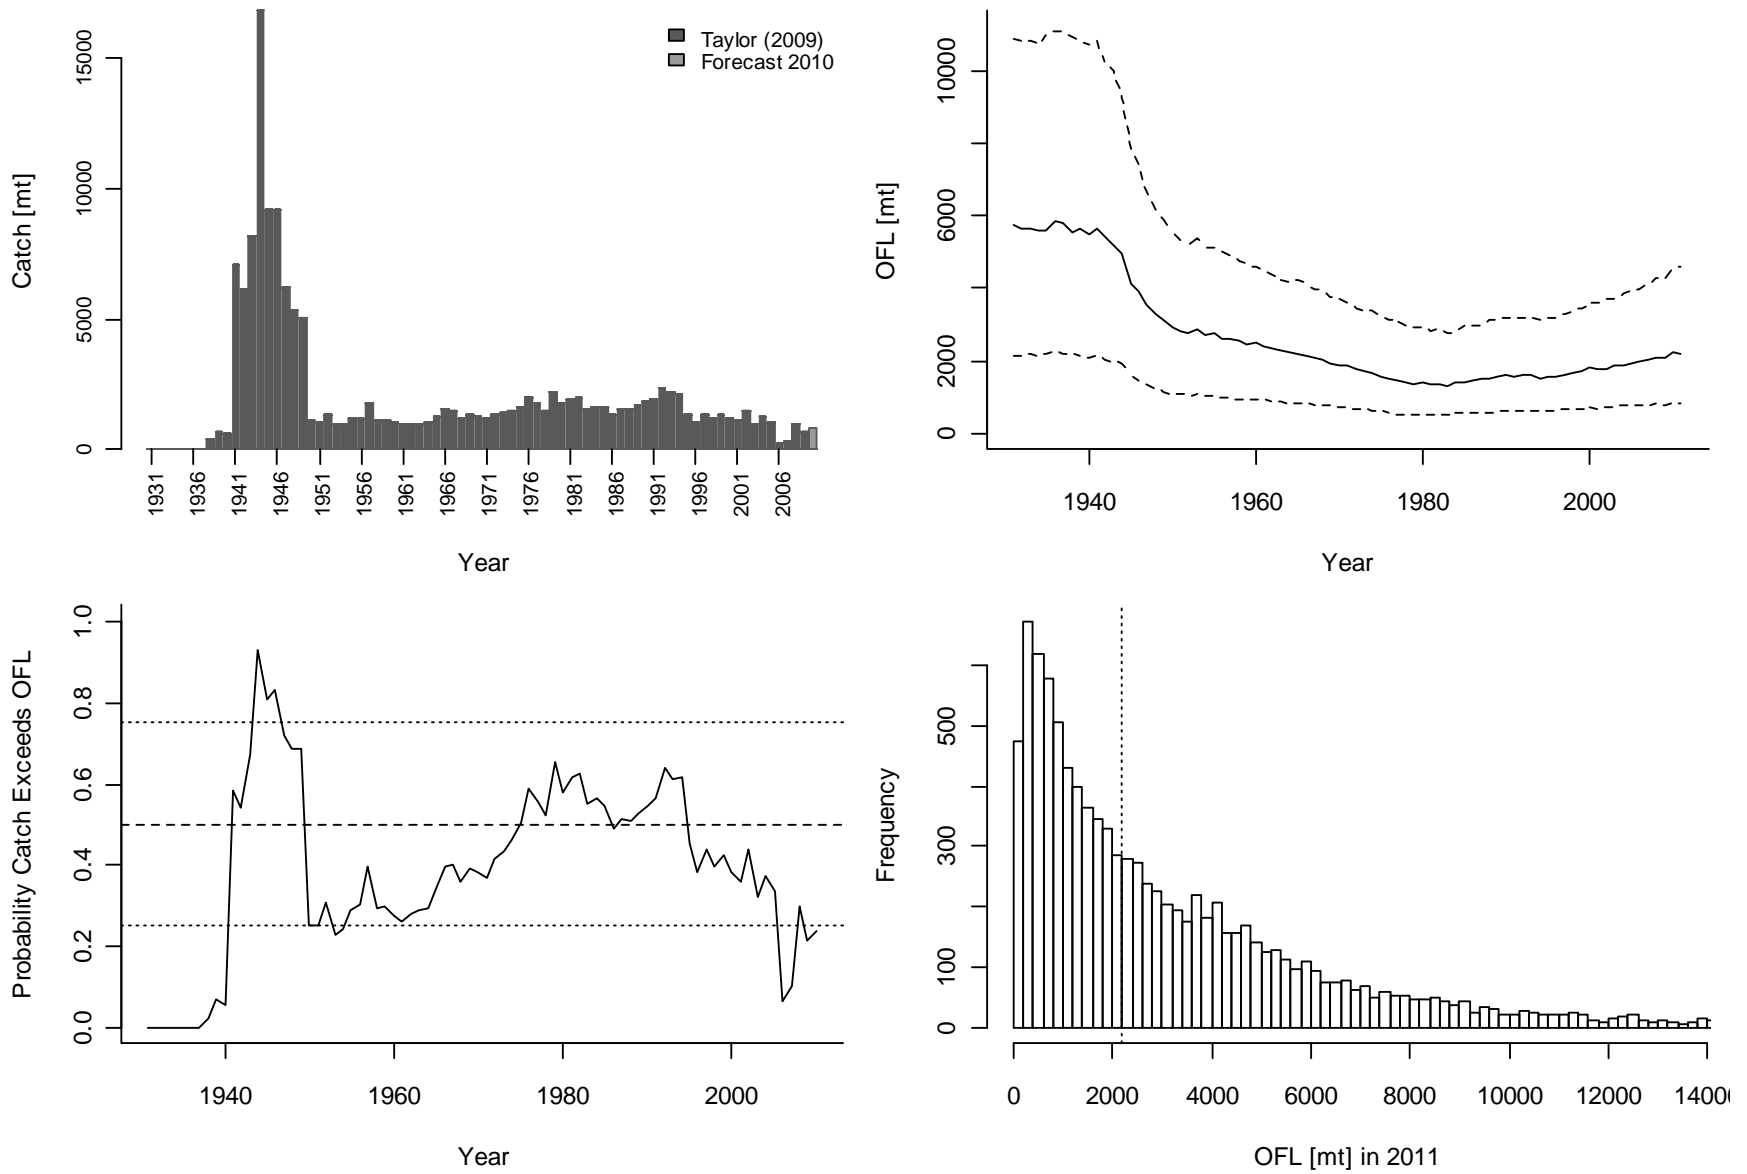 Taylor (2009)
Forecast 2010
Catch [mt]
15000
10000
5000
0
1931 1936 1941 1946 1951 1956 1961 1966 1971 1976 1981 1986 1991 1996 2001 2006
Year
OFL [mt]
10000
6000
2000
0
1940 1960 1980 2000
Year
Probability Catch Exceeds OFL
1.0
0.8
0.6
0.4
0.2
0.0
1940 1960 1980 2000
Year
Frequency
500
300
100
0
0 2000 4000 6000 8000 10000 12000 1400
OFL [mt] in 2011